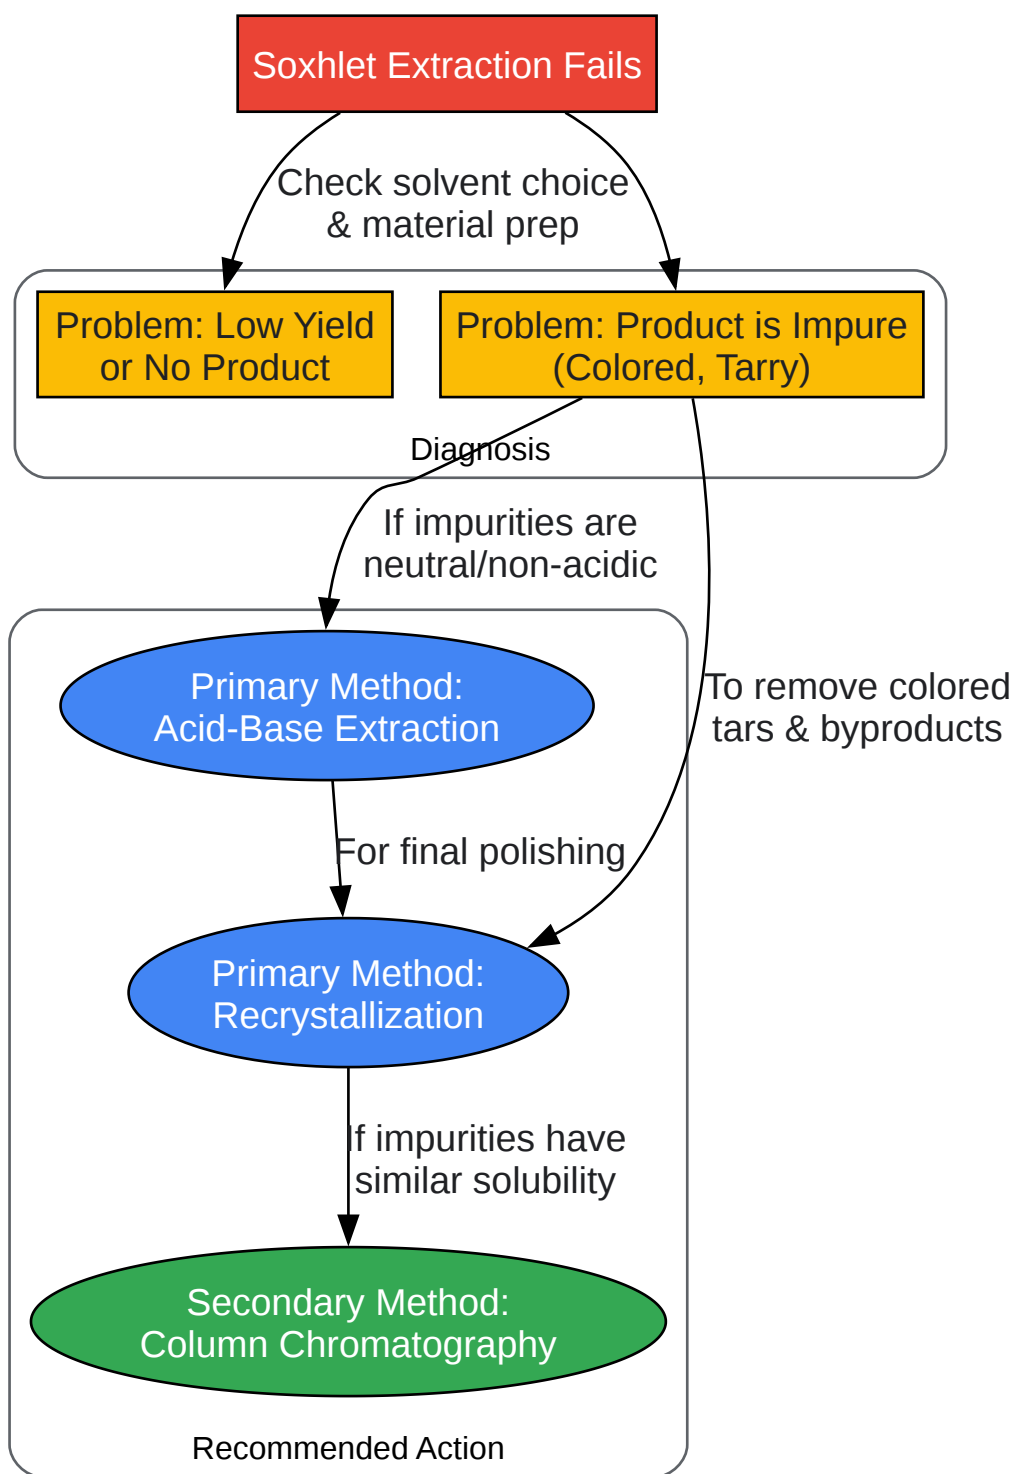 Soxhlet Extraction Fails
Check solvent choice
& material prep
Problem: Low Yield
or No Product
Problem: Product is Impure
(Colored, Tarry)
Diagnosis
If impurities are
neutral/non-acidic
Primary Method:
Acid-Base Extraction
To remove colored
tars & byproducts
For final polishing
Primary Method:
Recrystallization
If impurities have
similar solubility
Secondary Method:
Column Chromatography
Recommended Action